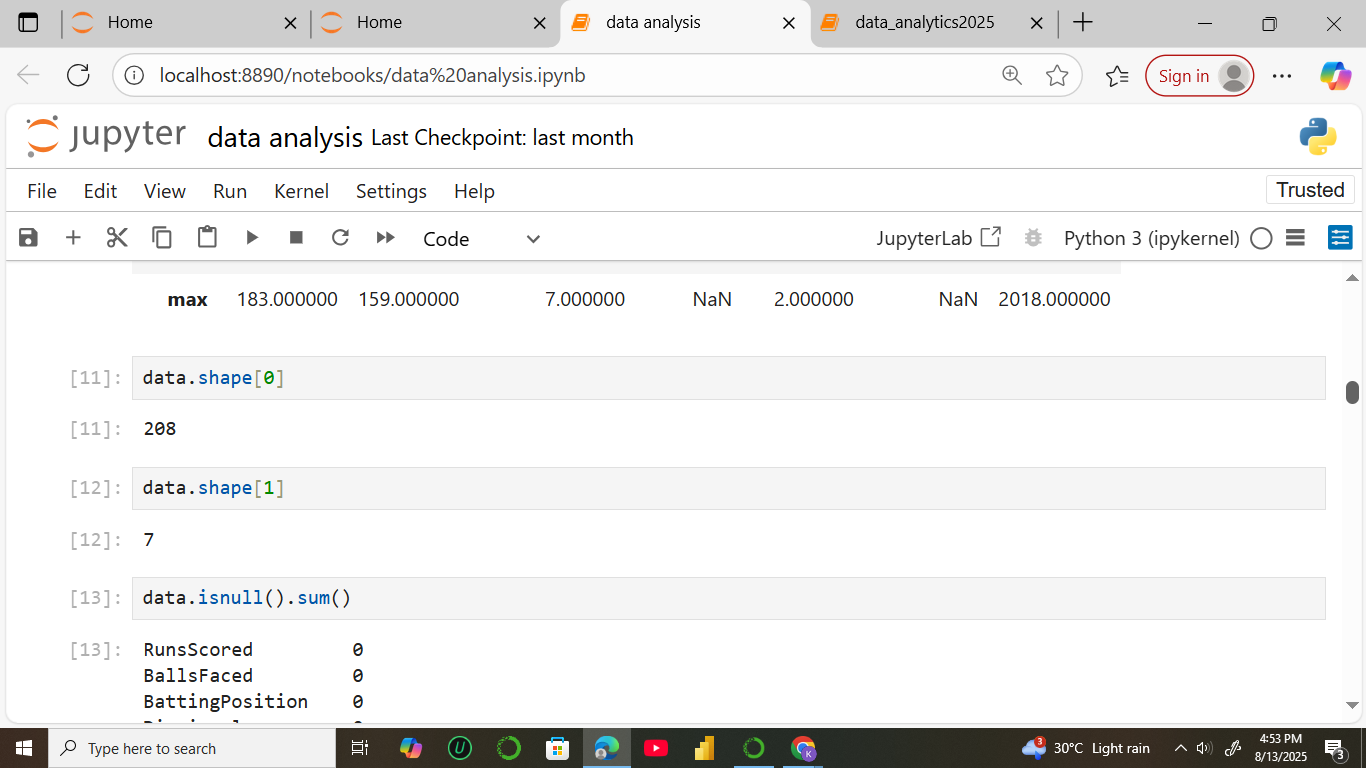 Home
Home
data analysis
data_analytics2025
localhost:8890/notebooks/data%20analysis.ipynb
Sign in
jupyter data analysis Last Checkpoint: last month
File Edit View Run Kernel Settings Help
Trusted
Code
JupyterLab
Python 3 (ipykernel)
max 183.000000 159.000000 7.000000 NaN 2.000000 NaN 2018.000000
[11]: data.shape[0]
[11]: 208
[12]: data.shape[1]
[12]: 7
[13]: data.isnull().sum()
[13]: RunsScored 0
BallsFaced 0
BattingPosition 0
Type here to search
U
K
3
30°C Light rain
4:53 PM
8/13/2025
3